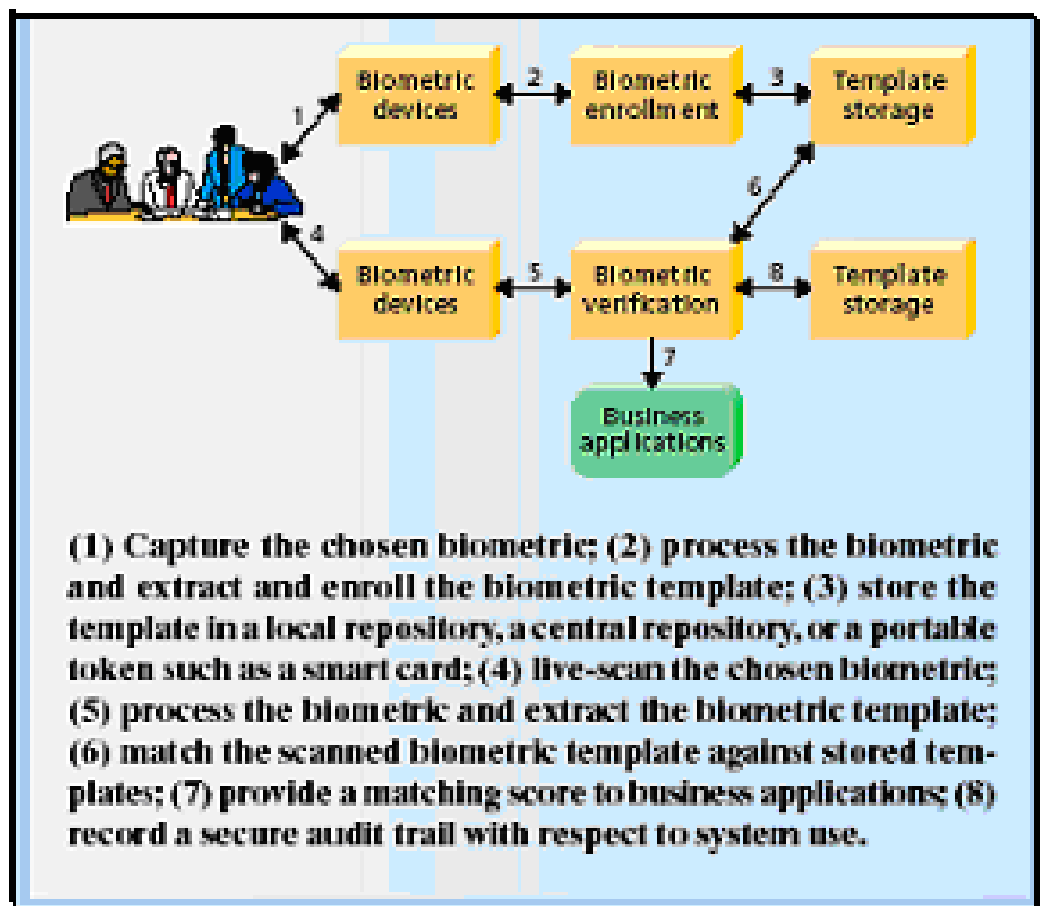 Biometric
devices
2
Biometric
enrollment
3
Template
storage
1
6
4
Biometric
devices
5
Biometric
verification
8
Template
storage
7
Business
applications
(1) Capture the chosen biometric; (2) process the biometric
and extract and enroll the biometric template; (3) store the
template in a local repository, a central repository, or a portable
token such as a smart card; (4) live-scan the chosen biometric;
(5) process the biometric and extract the biometric template;
(6) match the scanned biometric template against stored tem-
plates; (7) provide a matching score to business applications; (8)
record a secure audit trail with respect to system use.